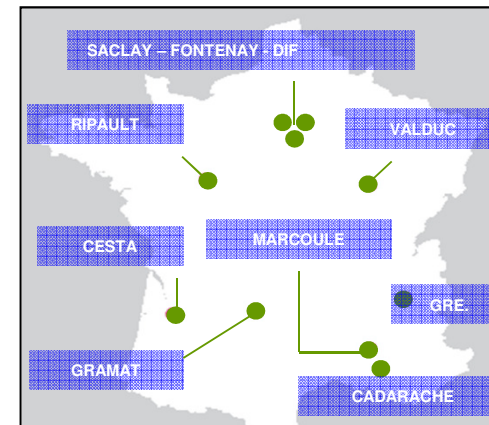 SACLAY – FONTENAY - DIF
RIPAULT
VALDUC
CESTA
MARCOULE
GRE.
GRAMAT
CADARACHE